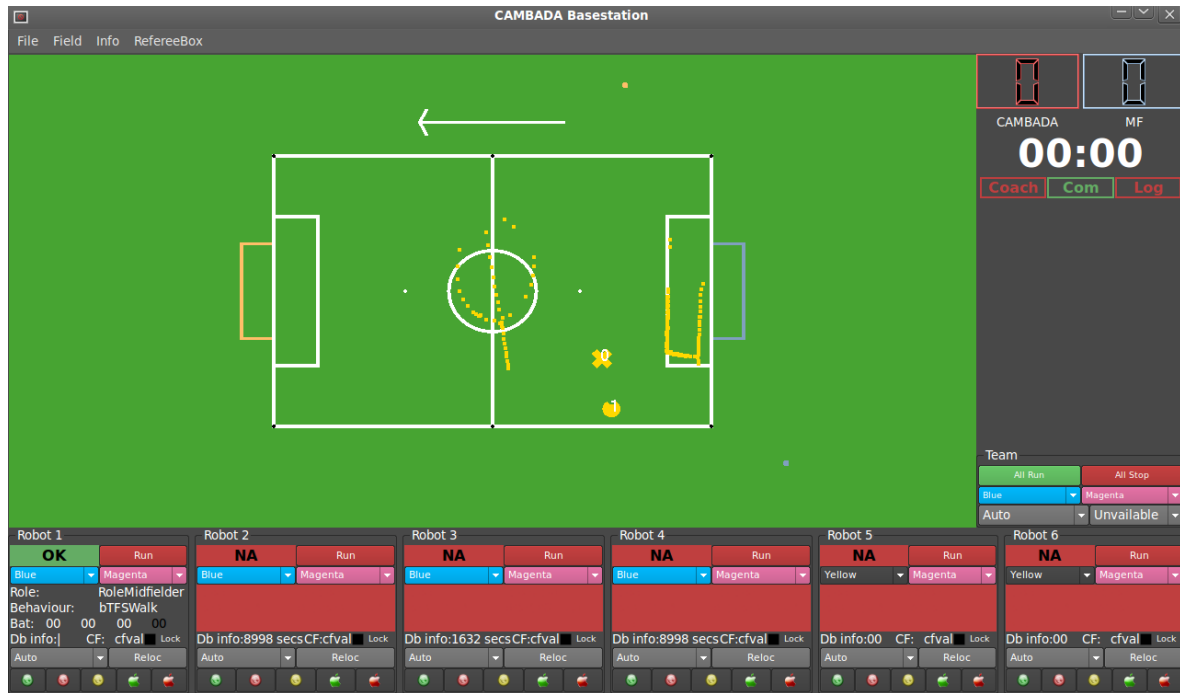 CAMBADA Basestation
File Field Info RefereeBox
0 0
CAMBADA MF
00:00
Coach Com Log
0
1
Team
All Run All Stop
Blue Magenta
Auto Unavailable
Robot 1 Robot 2 Robot 3 Robot 4 Robot 5 Robot 6
OK Run NA Run NA Run NA Run NA Run NA Run
Blue Magenta Blue Magenta Blue Magenta Blue Magenta Yellow Magenta Yellow Magenta
Role: RoleMidfielder
Behaviour: bTFSWalk
Bat: 00 00 00 00
Db info:| CF: cfval Lock Db info:8998 secs CF:cfval Lock Db info:1632 secs CF:cfval Lock Db info:8998 secs CF:cfval Lock Db info:00 CF: cfval Lock Db info:00 CF: cfval Lock
Auto Reloc Auto Reloc Auto Reloc Auto Reloc Auto Reloc Auto Reloc